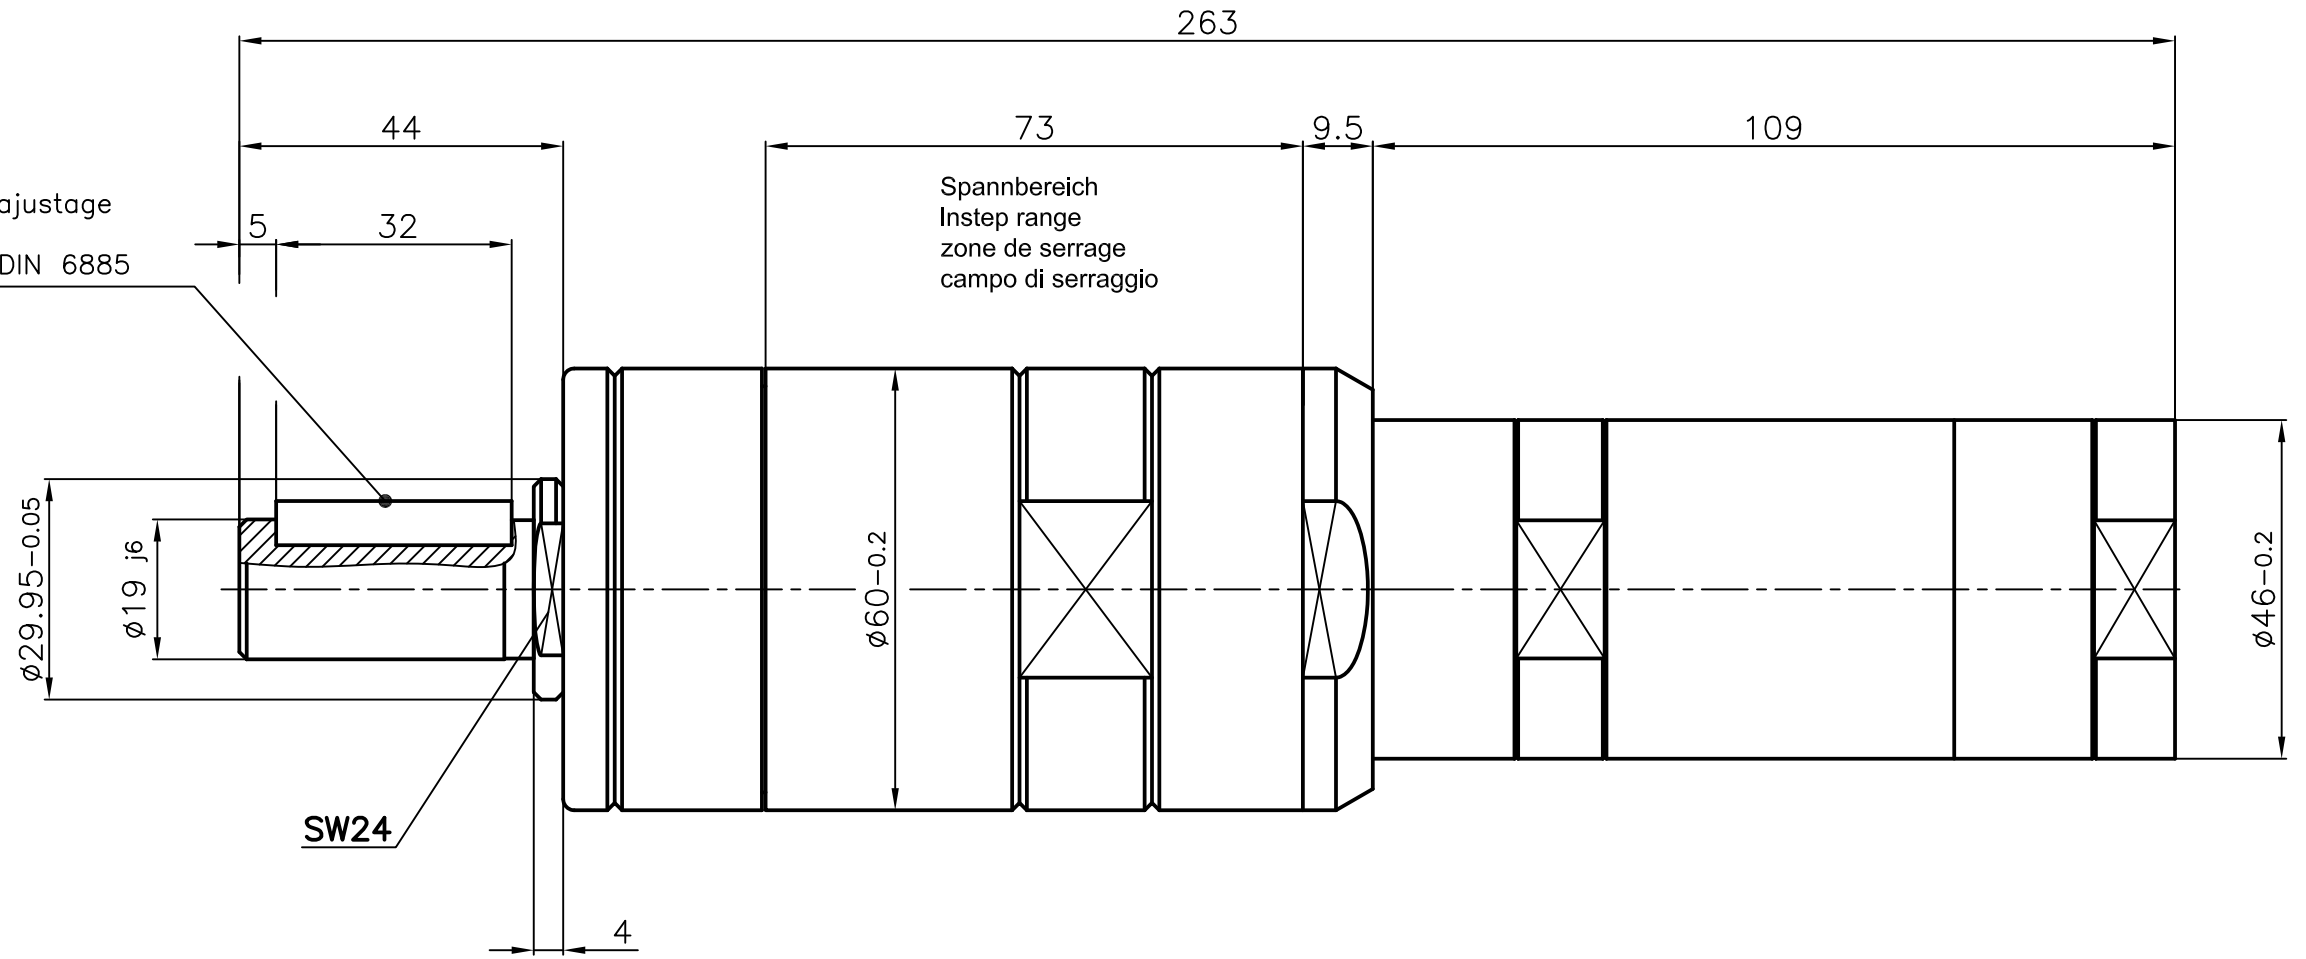 263
44
73
9.5
109
Spannbereich
Instep range
zone de serrage
campo di serraggio
ajustage
5
32
DIN 6885
ø29.95-0.05
ø19 j6
ø60-0.2
ø46-0.2
SW24
4